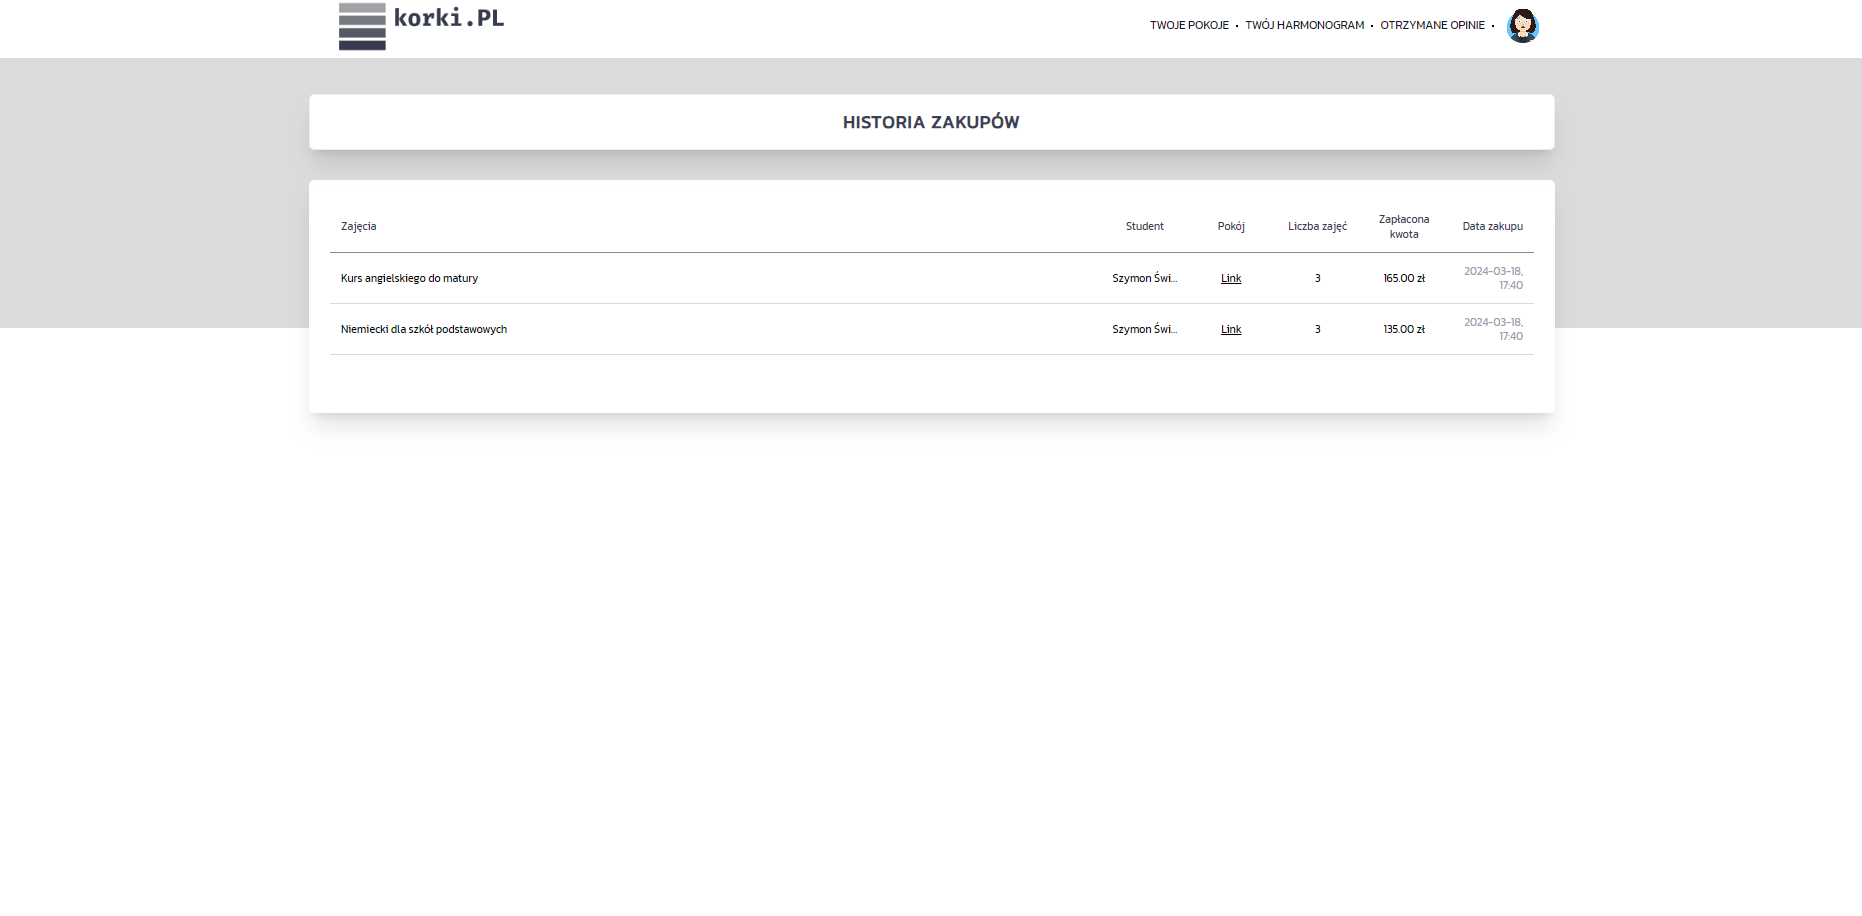 korki.PL
TWOJE POKOJE • TWÓJ HARMONOGRAM • OTRZYMANE OPINIE •
HISTORIA ZAKUPÓW
Zajęcia Student Pokój Liczba zajęć Zapłacona kwota Data zakupu
Kurs angielskiego do matury Szymon Świ... Link 3 165.00 zł 2024-03-18, 17:40
Niemiecki dla szkół podstawowych Szymon Świ... Link 3 135.00 zł 2024-03-18, 17:40